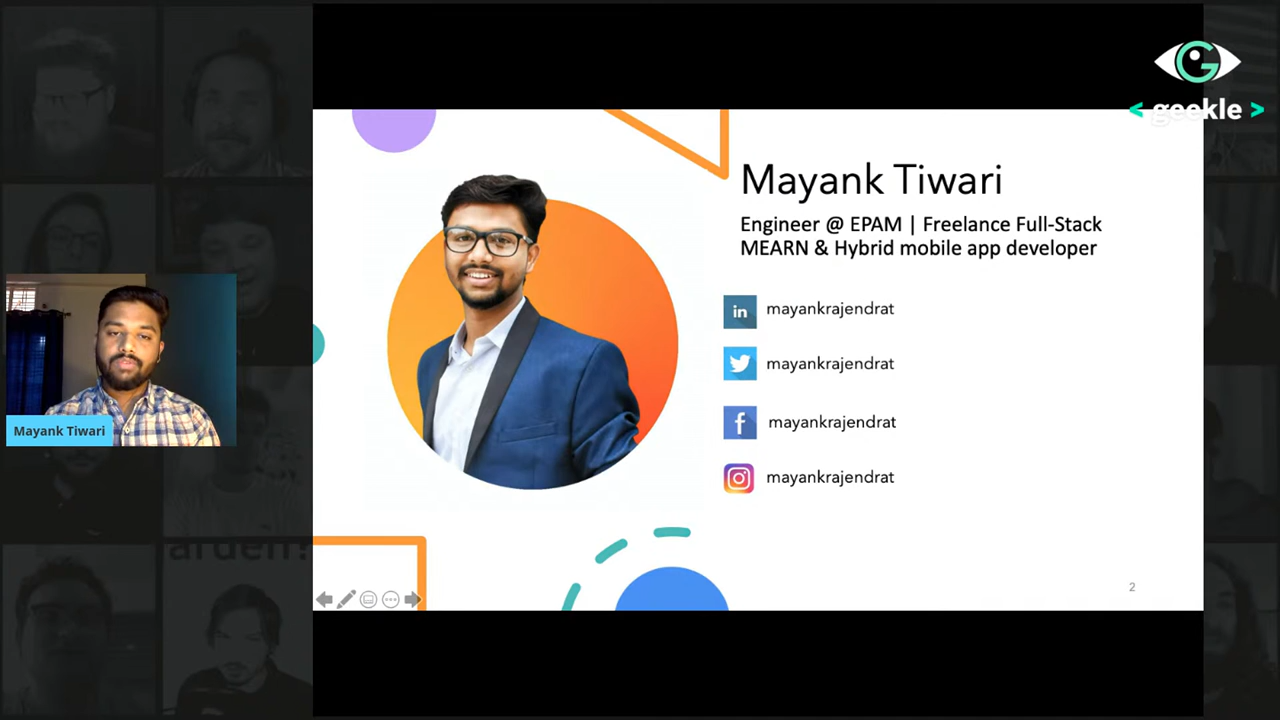 < geekle >
Mayank Tiwari
Engineer @ EPAM | Freelance Full-Stack
MEARN & Hybrid mobile app developer
in mayankrajendrat
mayankrajendrat
f mayankrajendrat
mayankrajendrat
Mayank Tiwari
2